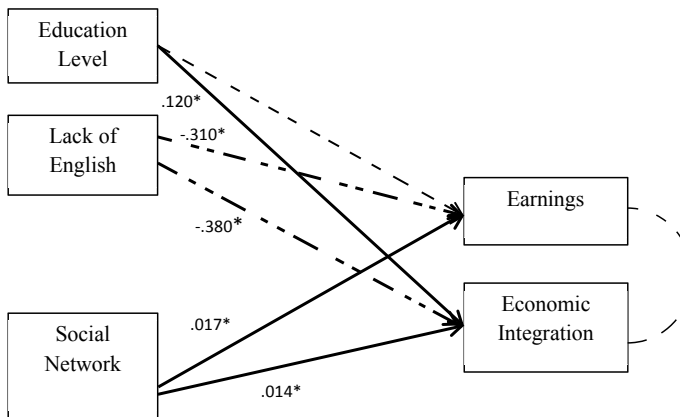 Education
Level
.120*
-.310*
Lack of
English
Earnings
-.380*
Economic
Integration
.017*
Social
Network
.014*